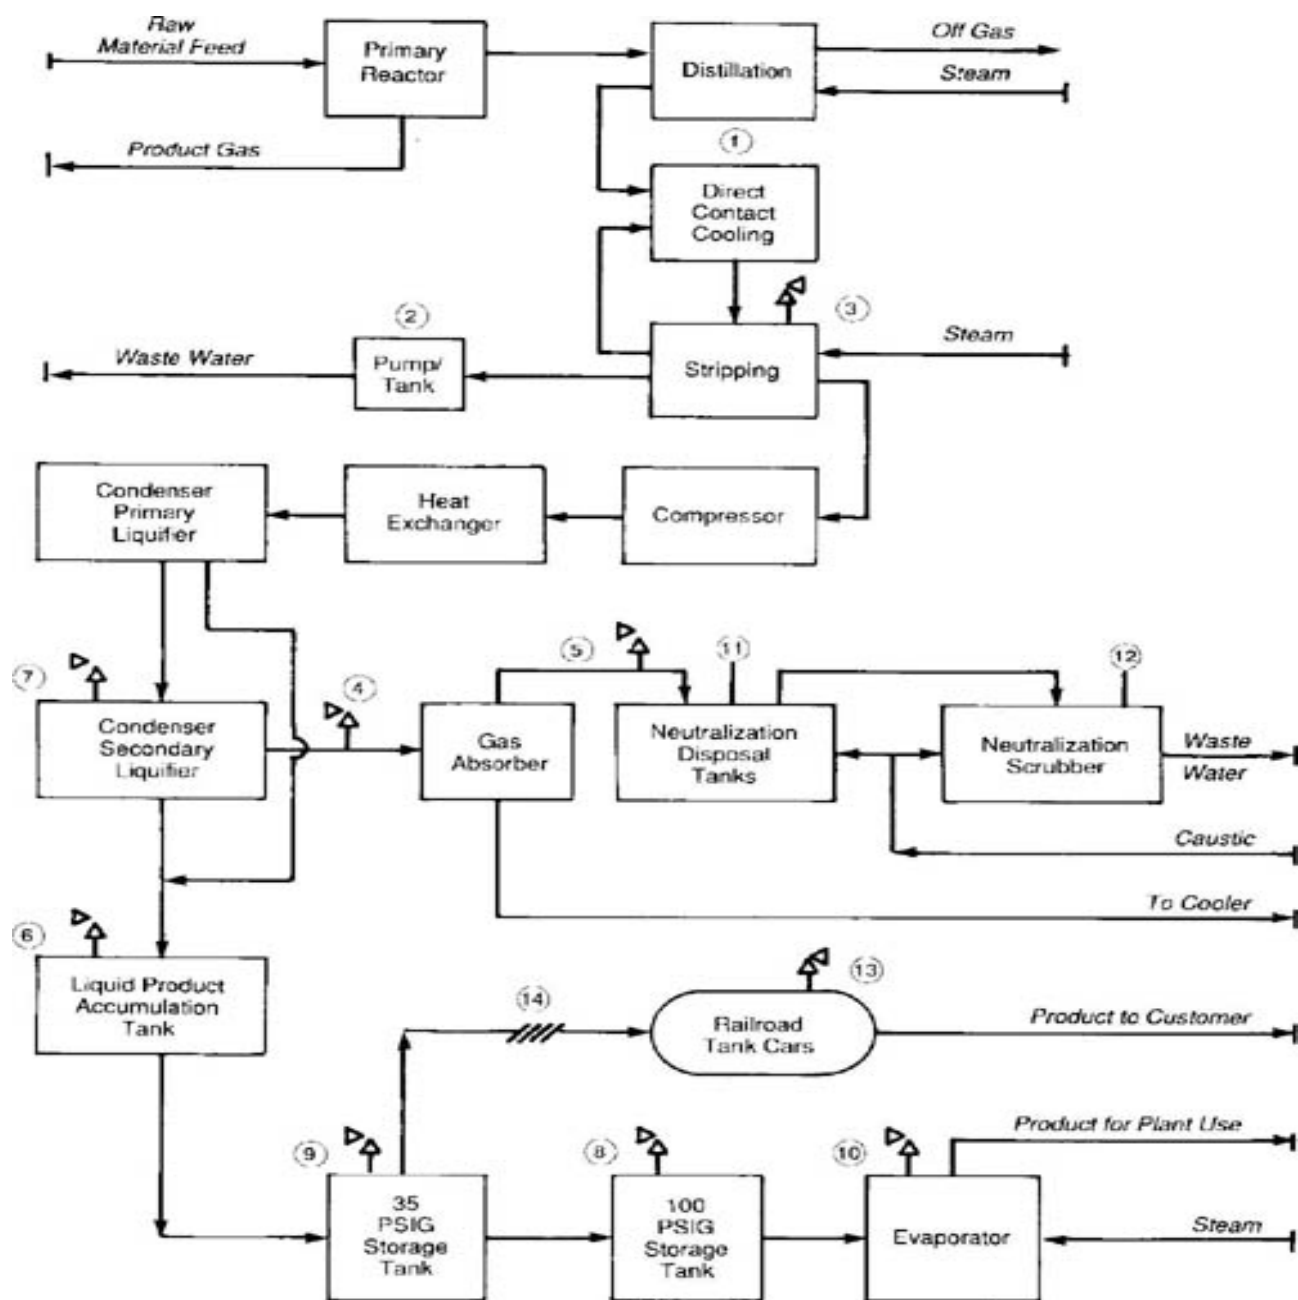 Raw
Material Feed
Primary
Reactor
Distillation
Off Gas
Steam
Product Gas
1
Direct
Contact
Cooling
2
3
Waste Water
Pump/
Tank
Stripping
Steam
Condenser
Primary
Liquifier
Heat
Exchanger
Compressor
7
4
5
11
12
Condenser
Secondary
Liquifier
Gas
Absorber
Neutralization
Disposal
Tanks
Neutralization
Scrubber
Waste
Water
Caustic
To Cooler
6
Liquid Product
Accumulation
Tank
14
13
Railroad
Tank Cars
Product to Customer
9
8
10
Product for Plant Use
35
PSIG
Storage
Tank
100
PSIG
Storage
Tank
Evaporator
Steam